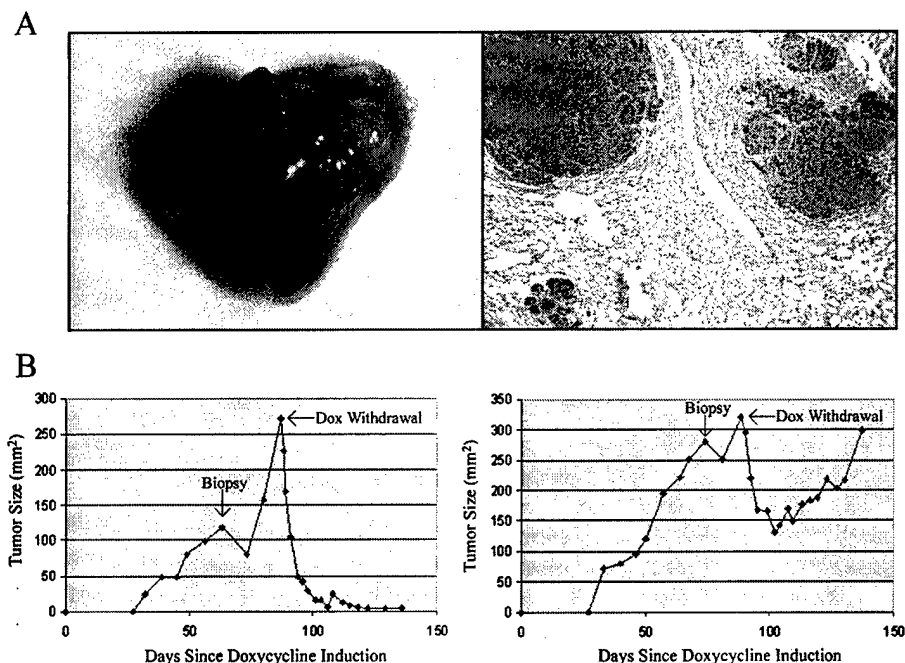 A
B
300
250
200
150
100
50
0
Tumor Size (mm²)
Biopsy
Dox Withdrawal
0 50 100 150
Days Since Doxycycline Induction
350
300
250
200
150
100
50
0
Tumor Size (mm²)
Biopsy
Dox Withdrawal
0 50 100 150
Days Since Doxycycline Induction